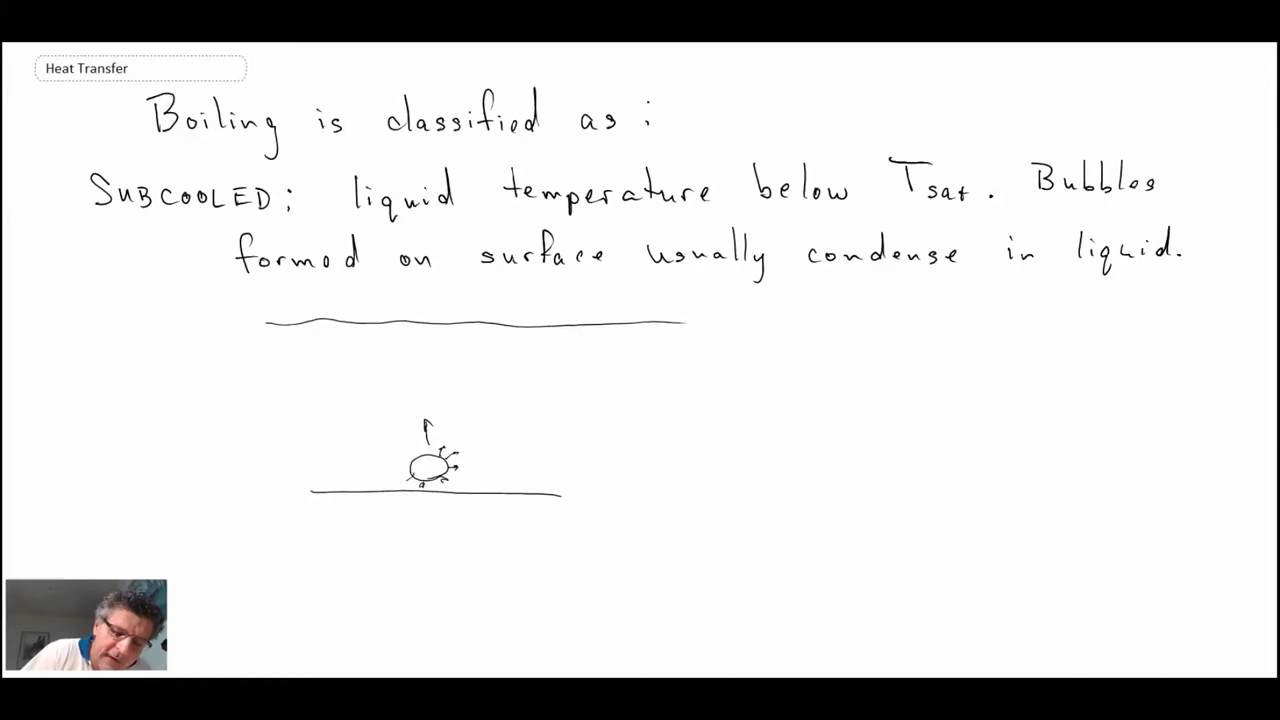 Heat Transfer
Boiling is classified as :
SUBCOOLED: liquid temperature below Tsat. Bubbles
formed on surface usually condense in liquid.